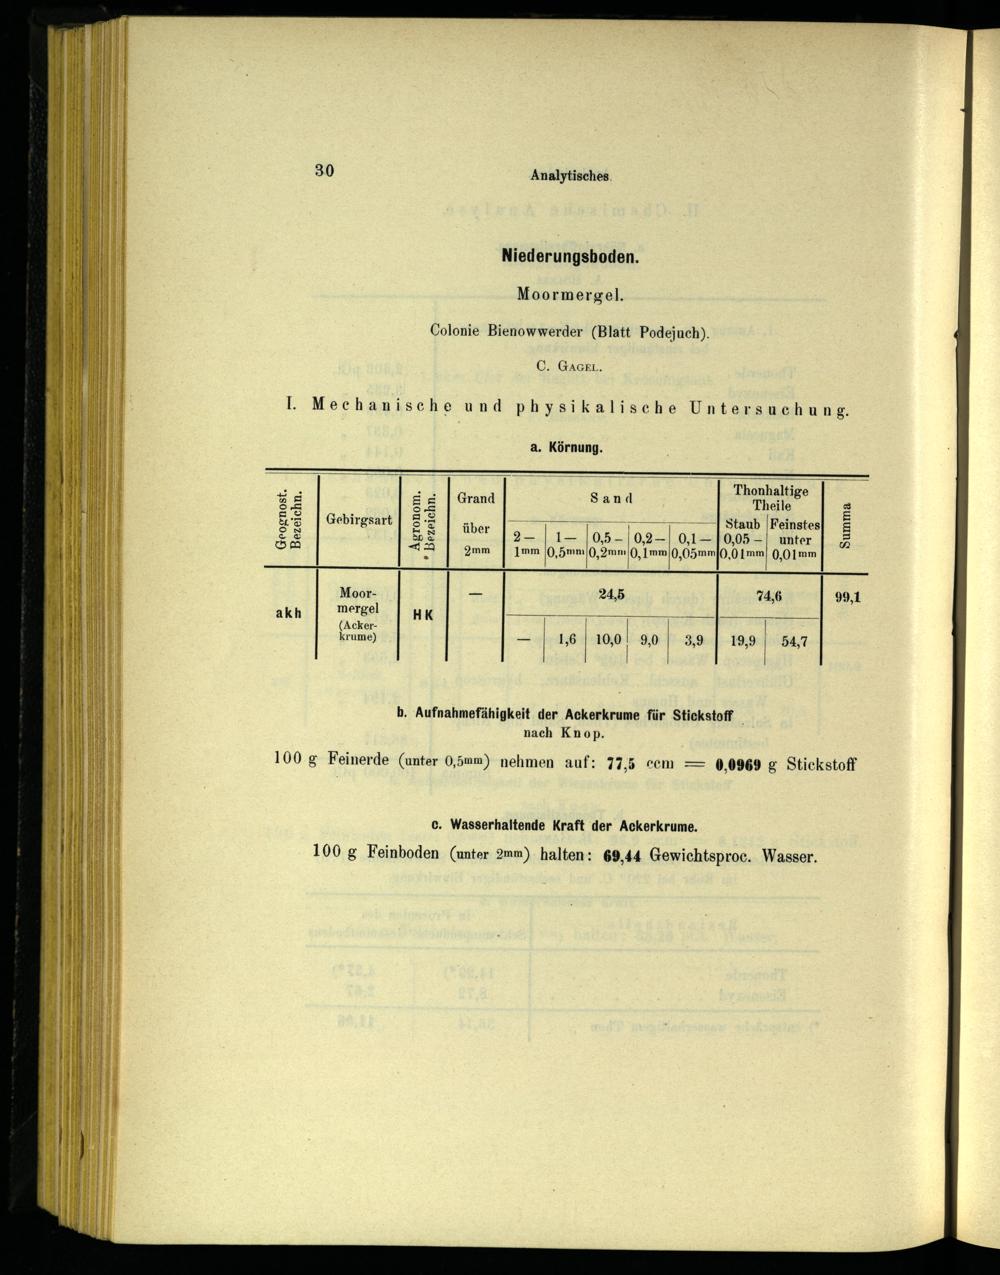 30
Analytisches.
Niederungsboden.
Moormergel.
Colonie Bienowwerder (Blatt Podejuch).
C. GAGEL.
I. Mechanische und physikalische Untersuchung.
a. Körnung.
Geognost. Bezeichn.
Gebirgsart
Agronom. Bezeichn.
Grand
über
2mm
Sand
2– 1– 0,5– 0,2– 0,1–
1mm 0,5mm 0,2mm 0,1mm 0,05mm
Thonhaltige
Theile
Staub Feinstes
0,05– unter
0,01mm 0,01mm
Summa
akh
Moor-
mergel
(Acker-
krume)
HK
— 24,5 74,6 99,1
— 1,6 10,0 9,0 3,9 19,9 54,7
b. Aufnahmefähigkeit der Ackerkrume für Stickstoff
nach Knop.
100 g Feinerde (unter 0,5mm) nehmen auf: 77,5 ccm = 0,0969 g Stickstoff
c. Wasserhaltende Kraft der Ackerkrume.
100 g Feinboden (unter 2mm) halten: 69,44 Gewichtsproc. Wasser.